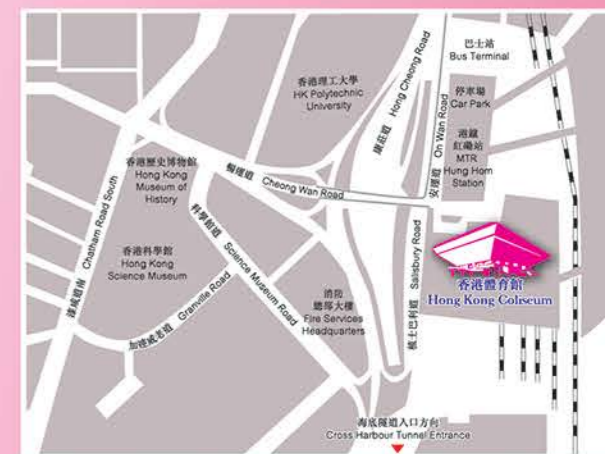 巴士站
Bus Terminal
香港理工大學
HK Polytechnic
University
康莊道 Hong Cheong Road
停車場
Car Park
安運道 On Wan Road
港鐵
紅磡站
MTR
Hung Hom
Station
香港歷史博物館
Hong Kong
Museum of
History
暢運道 Cheong Wan Road
漆咸道南 Chatham Road South
科學館道 Science Museum Road
香港科學館
Hong Kong
Science Museum
加連威老道 Granville Road
消防
總部大樓
Fire Services
Headquarters
梳士巴利道 Salisbury Road
香港體育館
Hong Kong Coliseum
海底隧道入口方向
Cross Harbour Tunnel Entrance